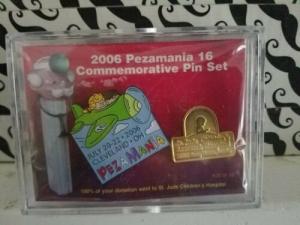 2006 Pezamania 16
Commemorative Pin Set
JULY 20-22 • 2006
CLEVELAND • OH
PEZAMANIA
100% of your donation went to St. Jude Children's Hospital